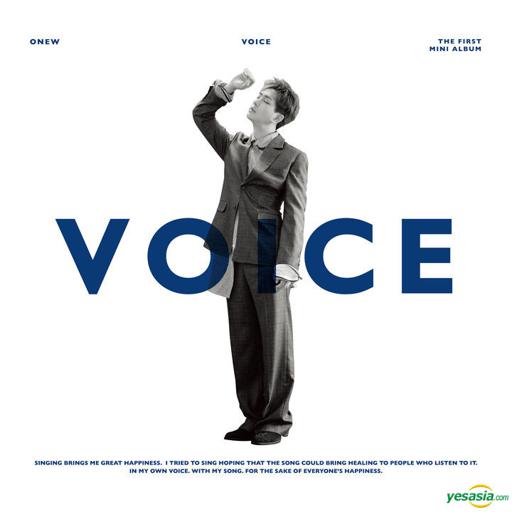 ONEW
VOICE
THE FIRST
MINI ALBUM
VOICE
SINGING BRINGS ME GREAT HAPPINESS. I TRIED TO SING HOPING THAT THE SONG COULD BRING HEALING TO PEOPLE WHO LISTEN TO IT.
IN MY OWN VOICE. WITH MY SONG. FOR THE SAKE OF EVERYONE'S HAPPINESS.
yesasia.com